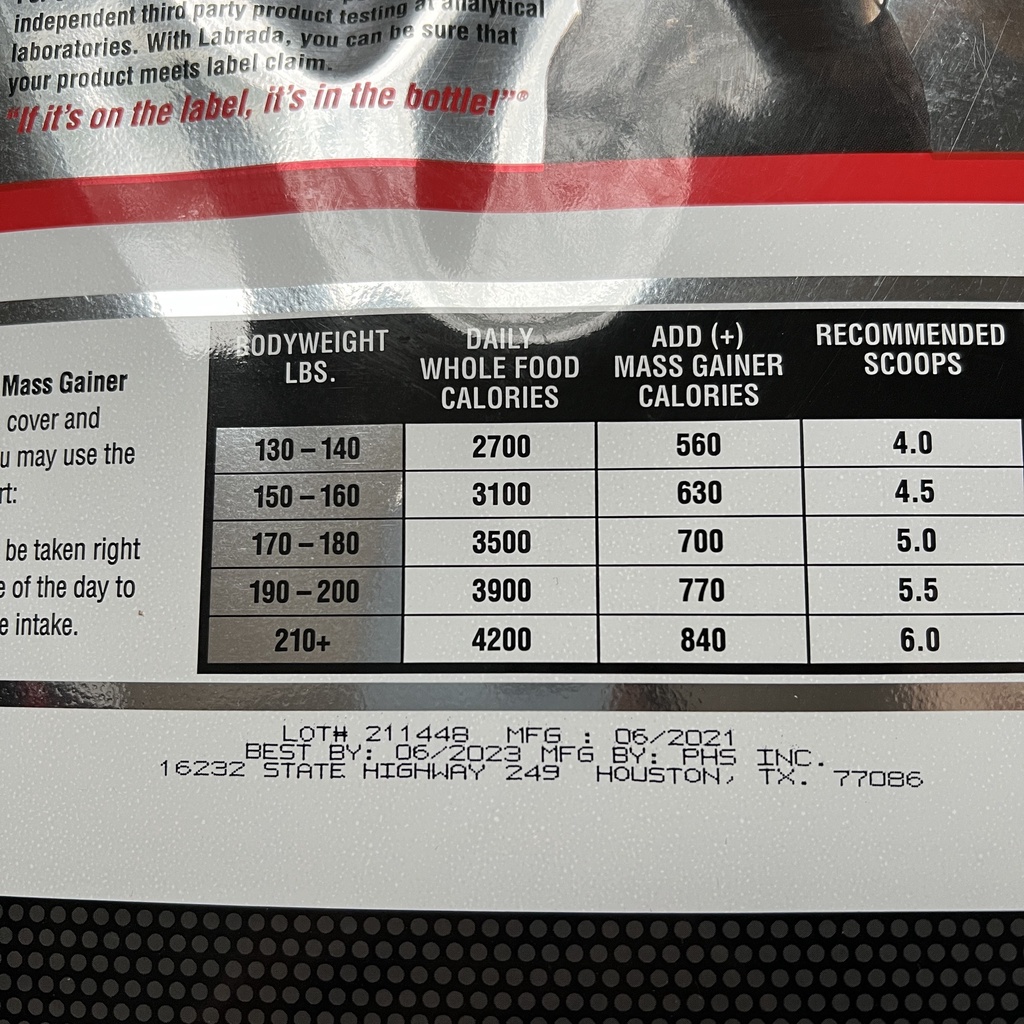 independent third party product testing at analytical
laboratories. With Labrada, you can be sure that
your product meets label claim.
"If it's on the label, it's in the bottle!"®
Mass Gainer
cover and
u may use the
rt:
be taken right
e of the day to
e intake.
BODYWEIGHT LBS. DAILY WHOLE FOOD CALORIES ADD (+) MASS GAINER CALORIES RECOMMENDED SCOOPS
130 – 140 2700 560 4.0
150 – 160 3100 630 4.5
170 – 180 3500 700 5.0
190 – 200 3900 770 5.5
210+ 4200 840 6.0
LOT# 211448 MFG : 06/2021
BEST BY: 06/2023 MFG BY: PHS INC.
16232 STATE HIGHWAY 249 HOUSTON, TX. 77086